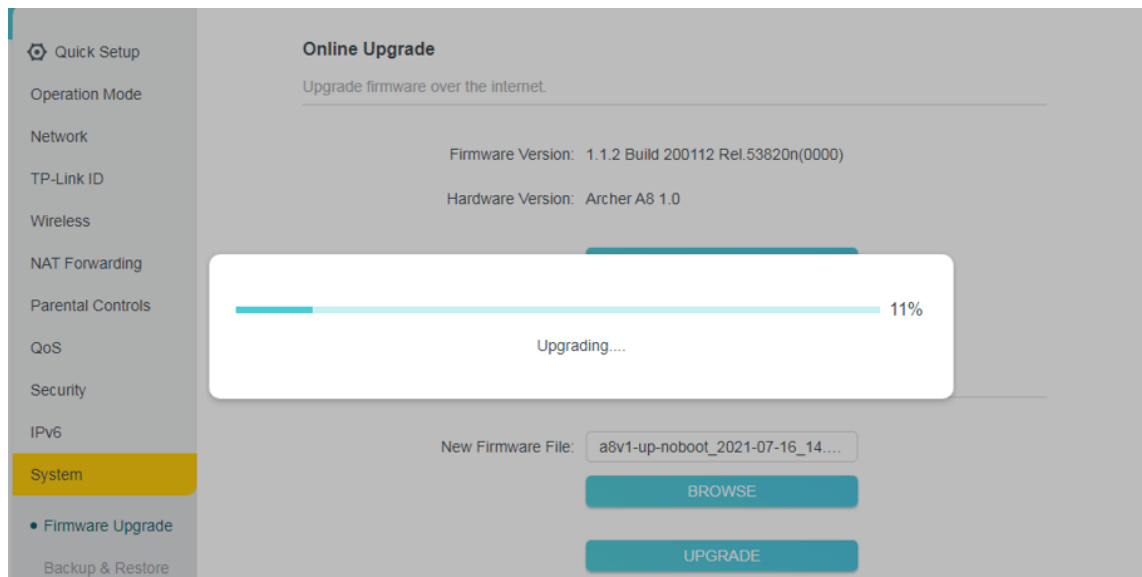 Quick Setup
Operation Mode
Network
TP-Link ID
Wireless
NAT Forwarding
Parental Controls
QoS
Security
IPv6
System
Firmware Upgrade
Backup & Restore
Online Upgrade
Upgrade firmware over the internet.
Firmware Version: 1.1.2 Build 200112 Rel.53820n(0000)
Hardware Version: Archer A8 1.0
11%
Upgrading....
New Firmware File: a8v1-up-noboot_2021-07-16_14....
BROWSE
UPGRADE